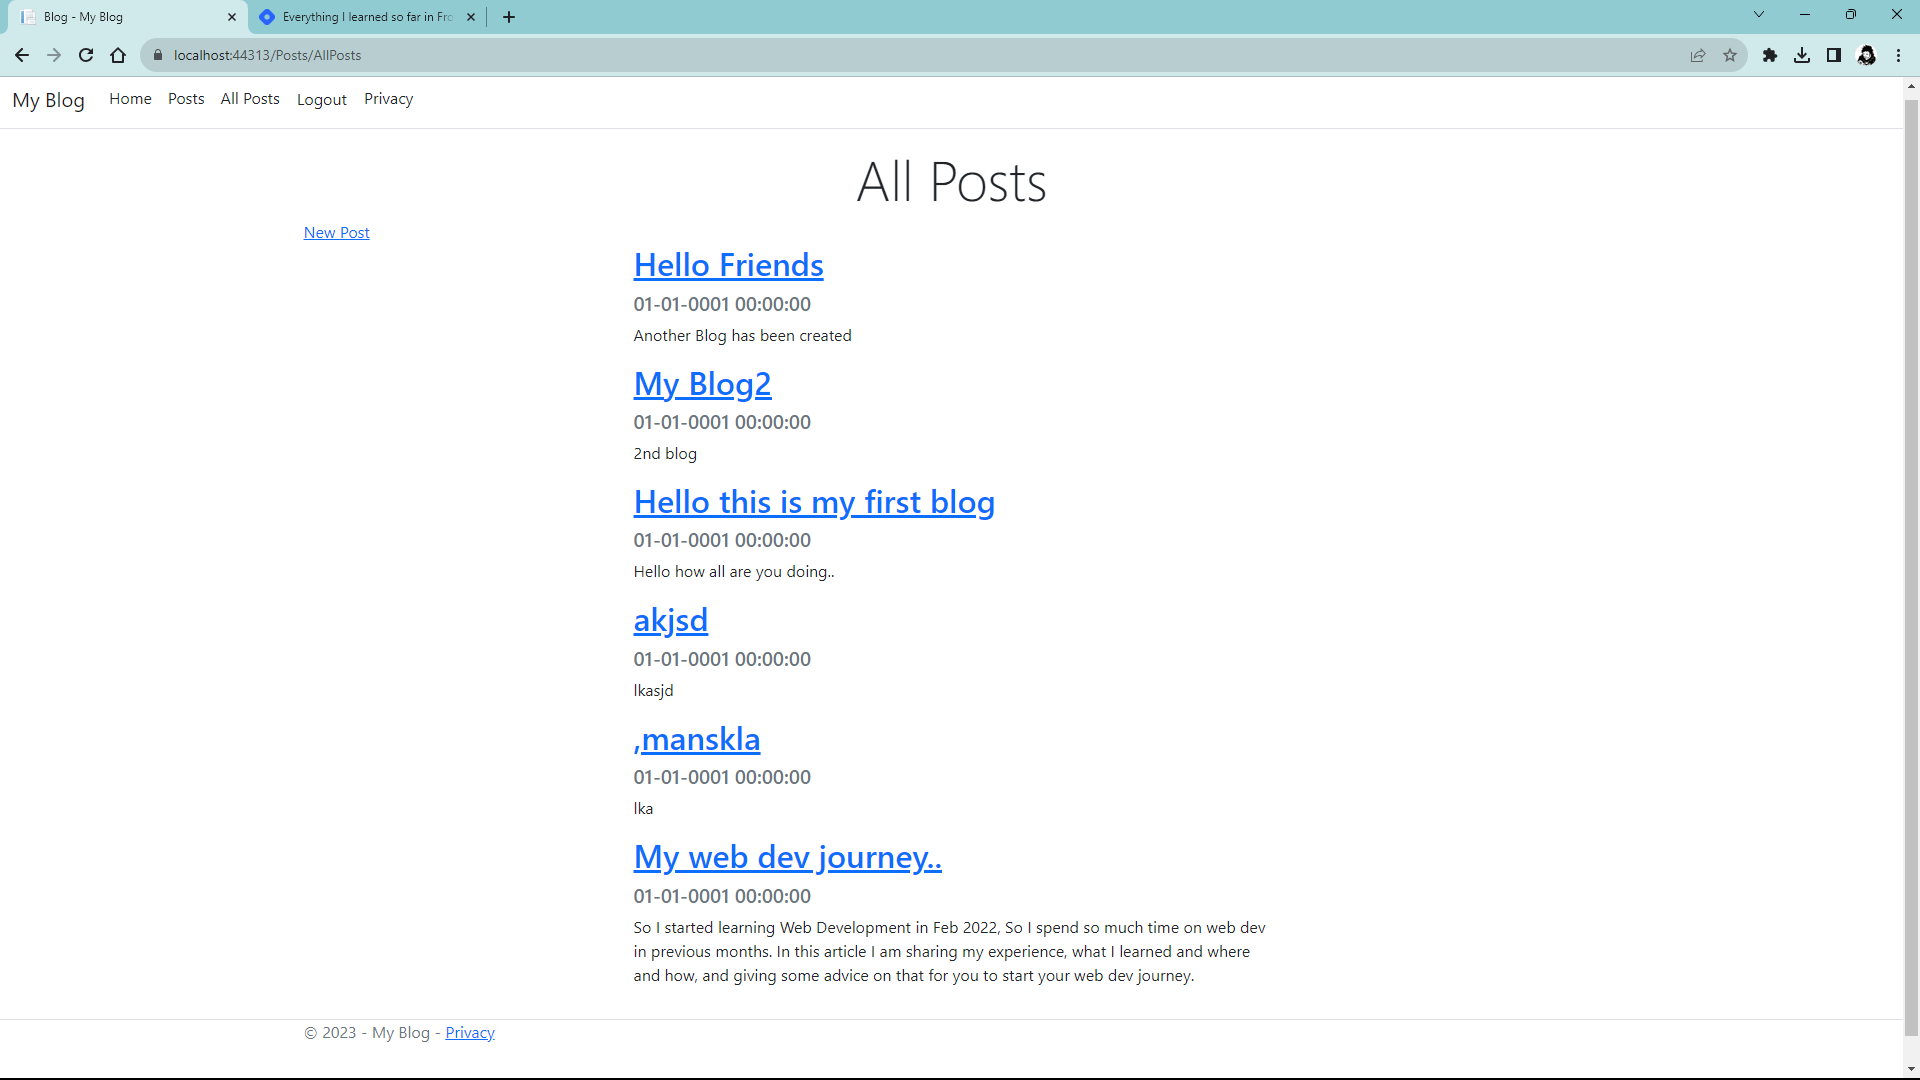 Blog - My Blog
Everything I learned so far in Fro
localhost:44313/Posts/AllPosts
My Blog Home Posts All Posts Logout Privacy
All Posts
New Post
Hello Friends
01-01-0001 00:00:00
Another Blog has been created
My Blog2
01-01-0001 00:00:00
2nd blog
Hello this is my first blog
01-01-0001 00:00:00
Hello how all are you doing..
akjsd
01-01-0001 00:00:00
lkasjd
,manskla
01-01-0001 00:00:00
lka
My web dev journey..
01-01-0001 00:00:00
So I started learning Web Development in Feb 2022, So I spend so much time on web dev
in previous months. In this article I am sharing my experience, what I learned and where
and how, and giving some advice on that for you to start your web dev journey.
© 2023 - My Blog - Privacy